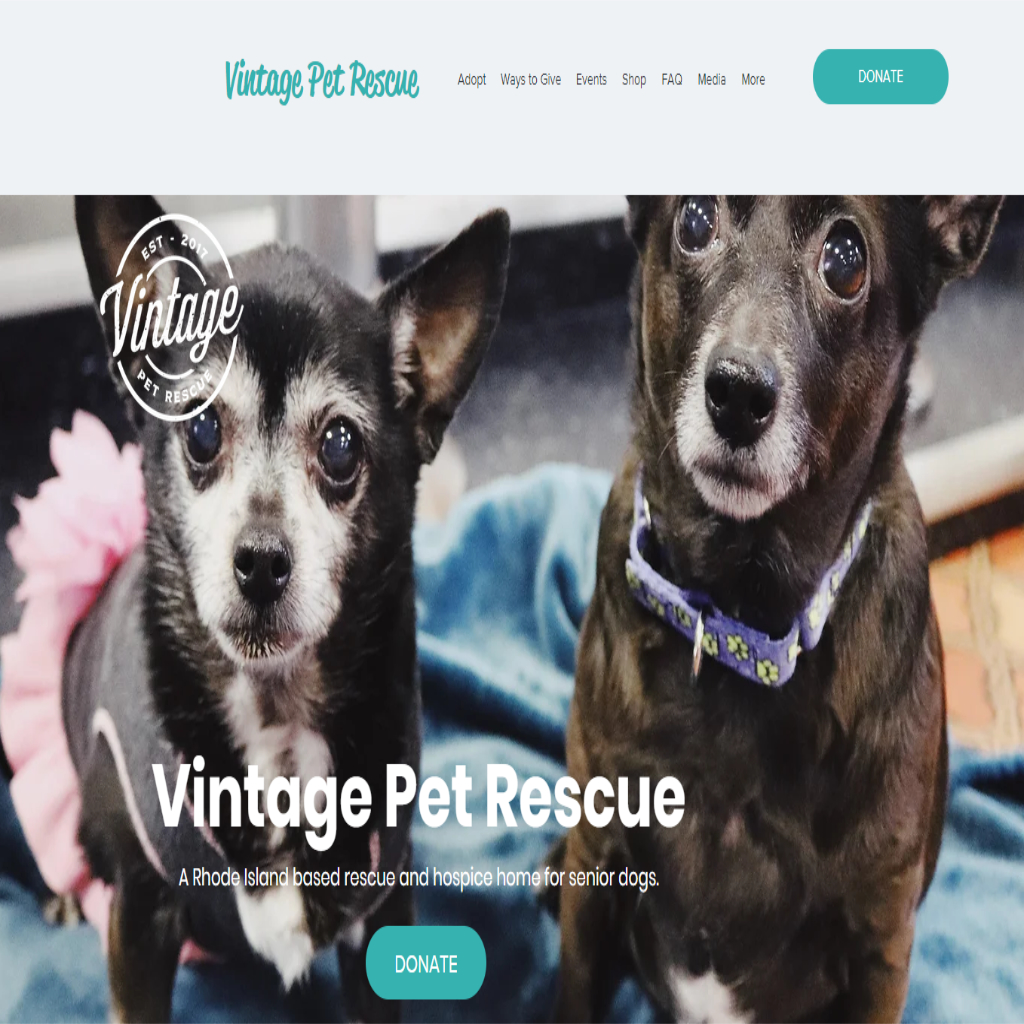 Vintage Pet Rescue
Adopt Ways to Give Events Shop FAQ Media More
DONATE
EST - 2017
Vintage
PET RESCUE
Vintage Pet Rescue
A Rhode Island based rescue and hospice home for senior dogs.
DONATE